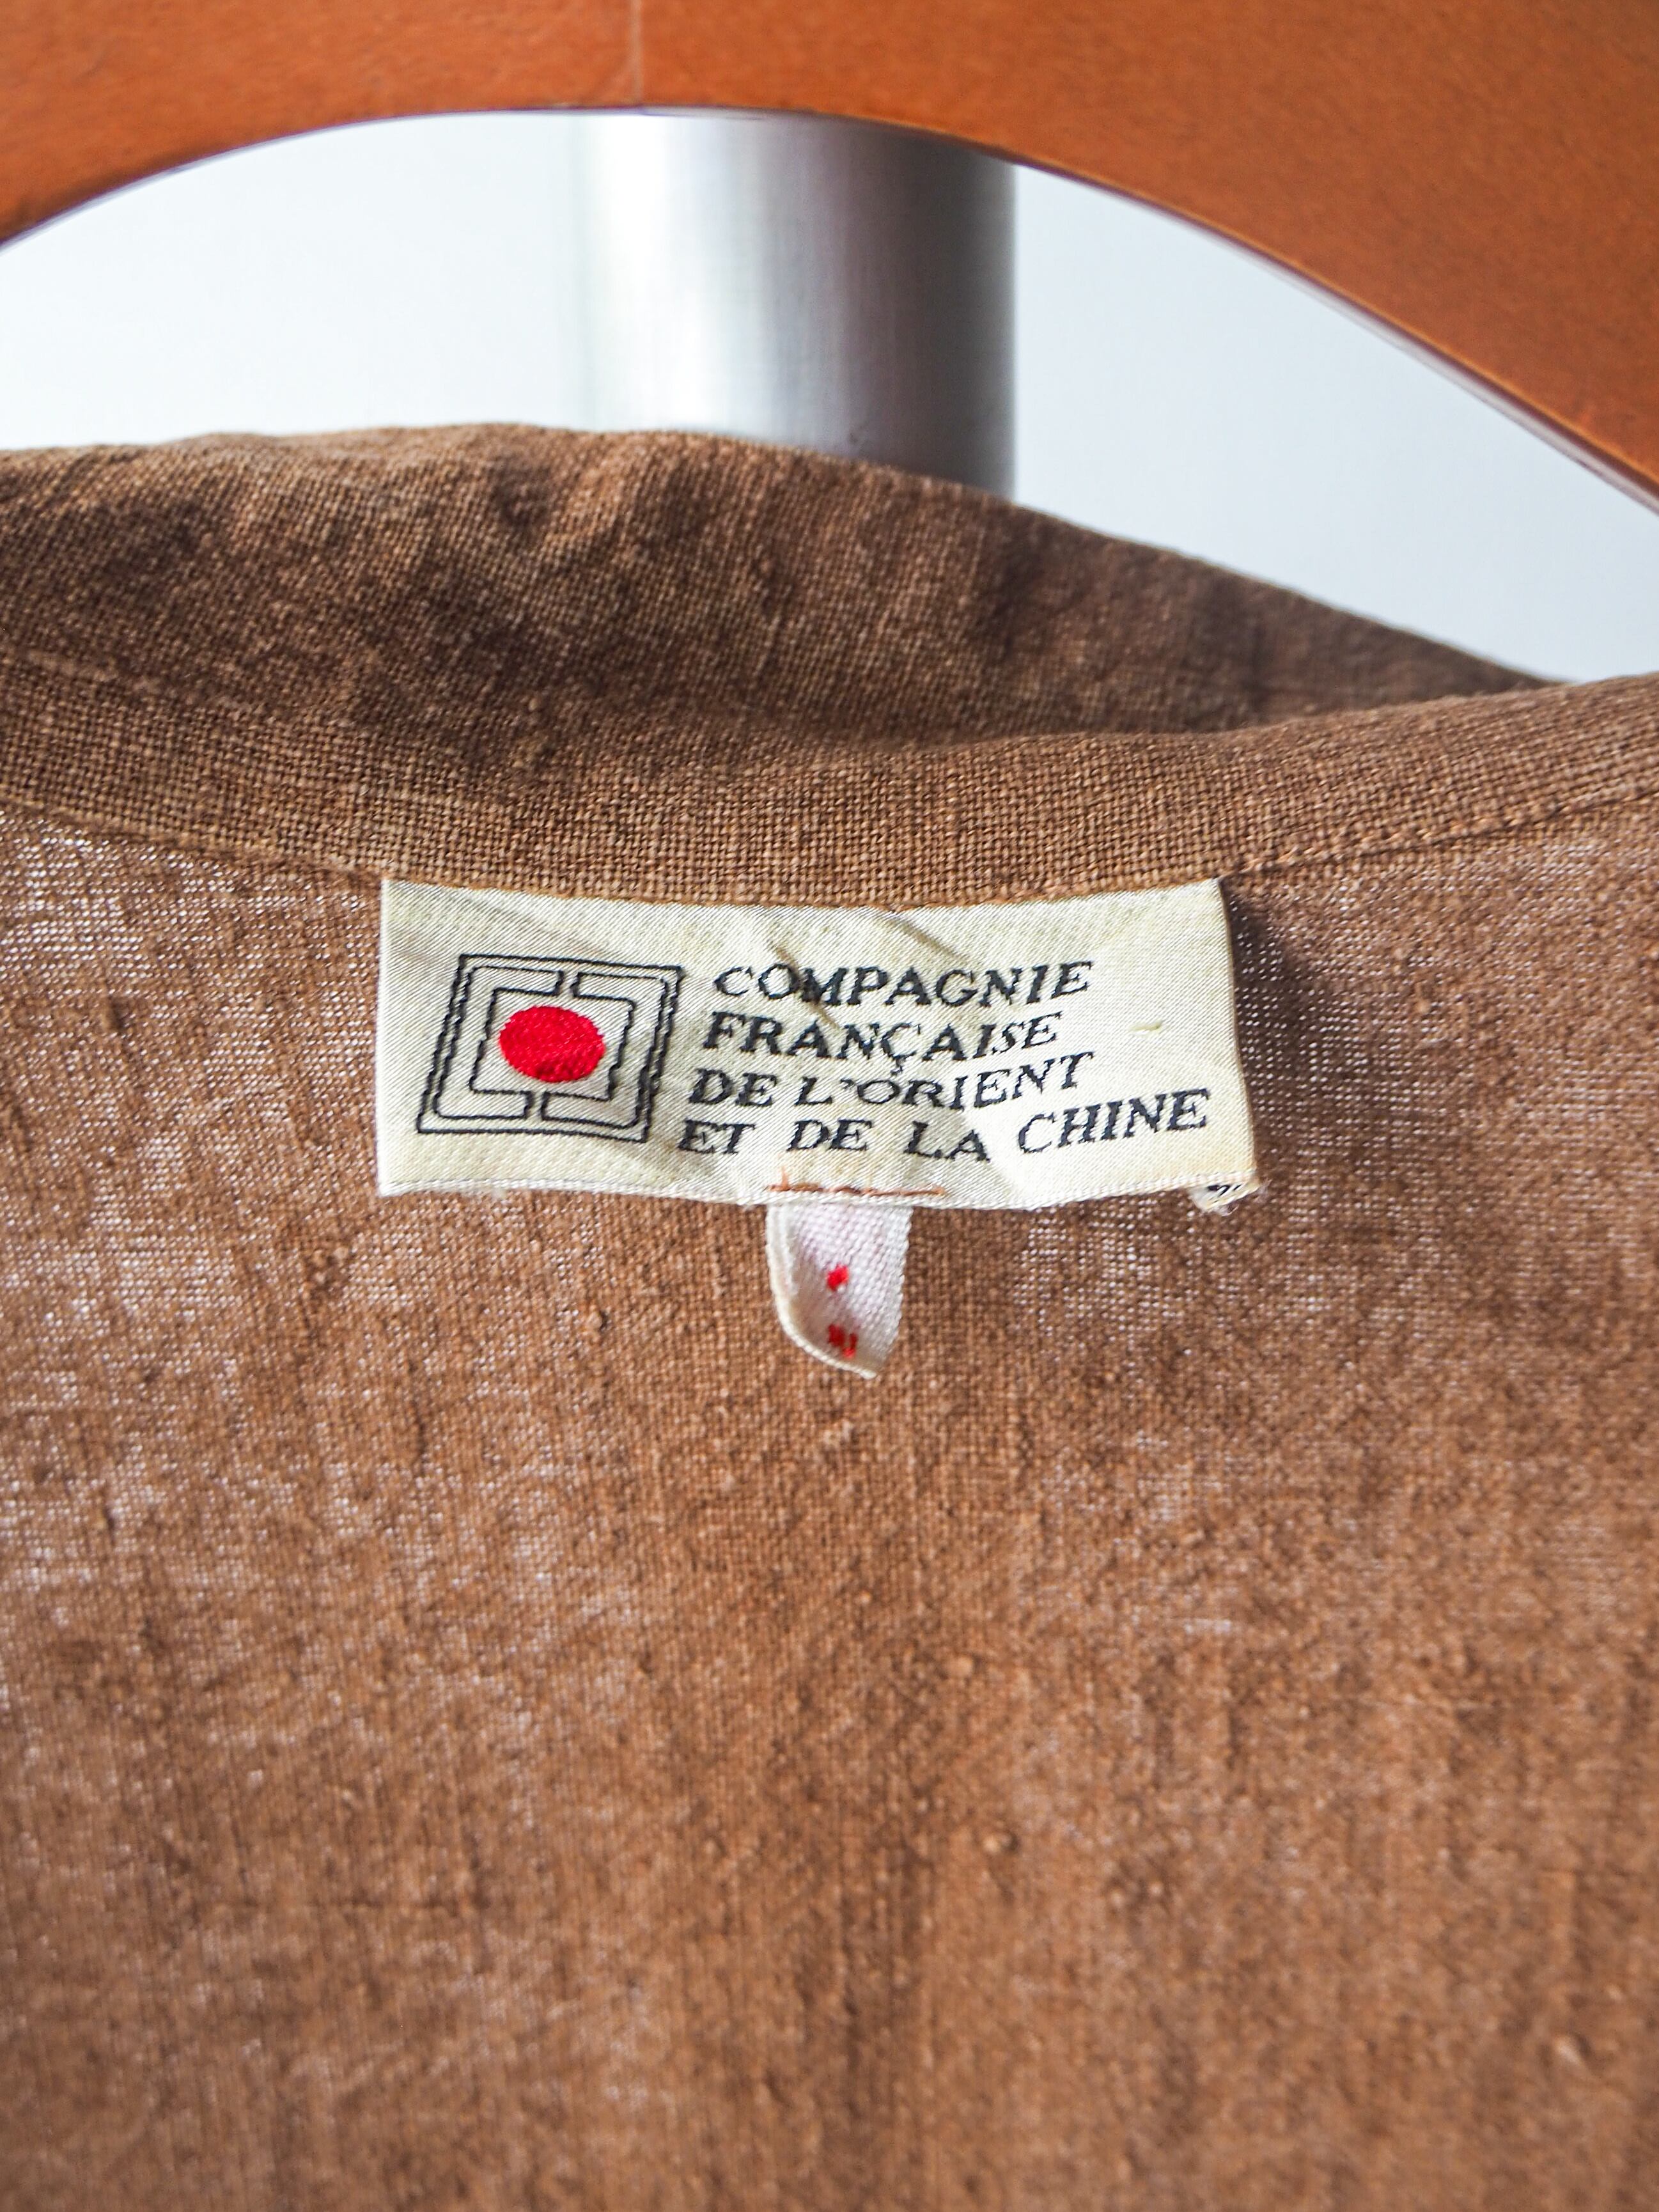 COMPAGNIE
FRANÇAISE
DE L'ORIENT
ET DE LA CHINE